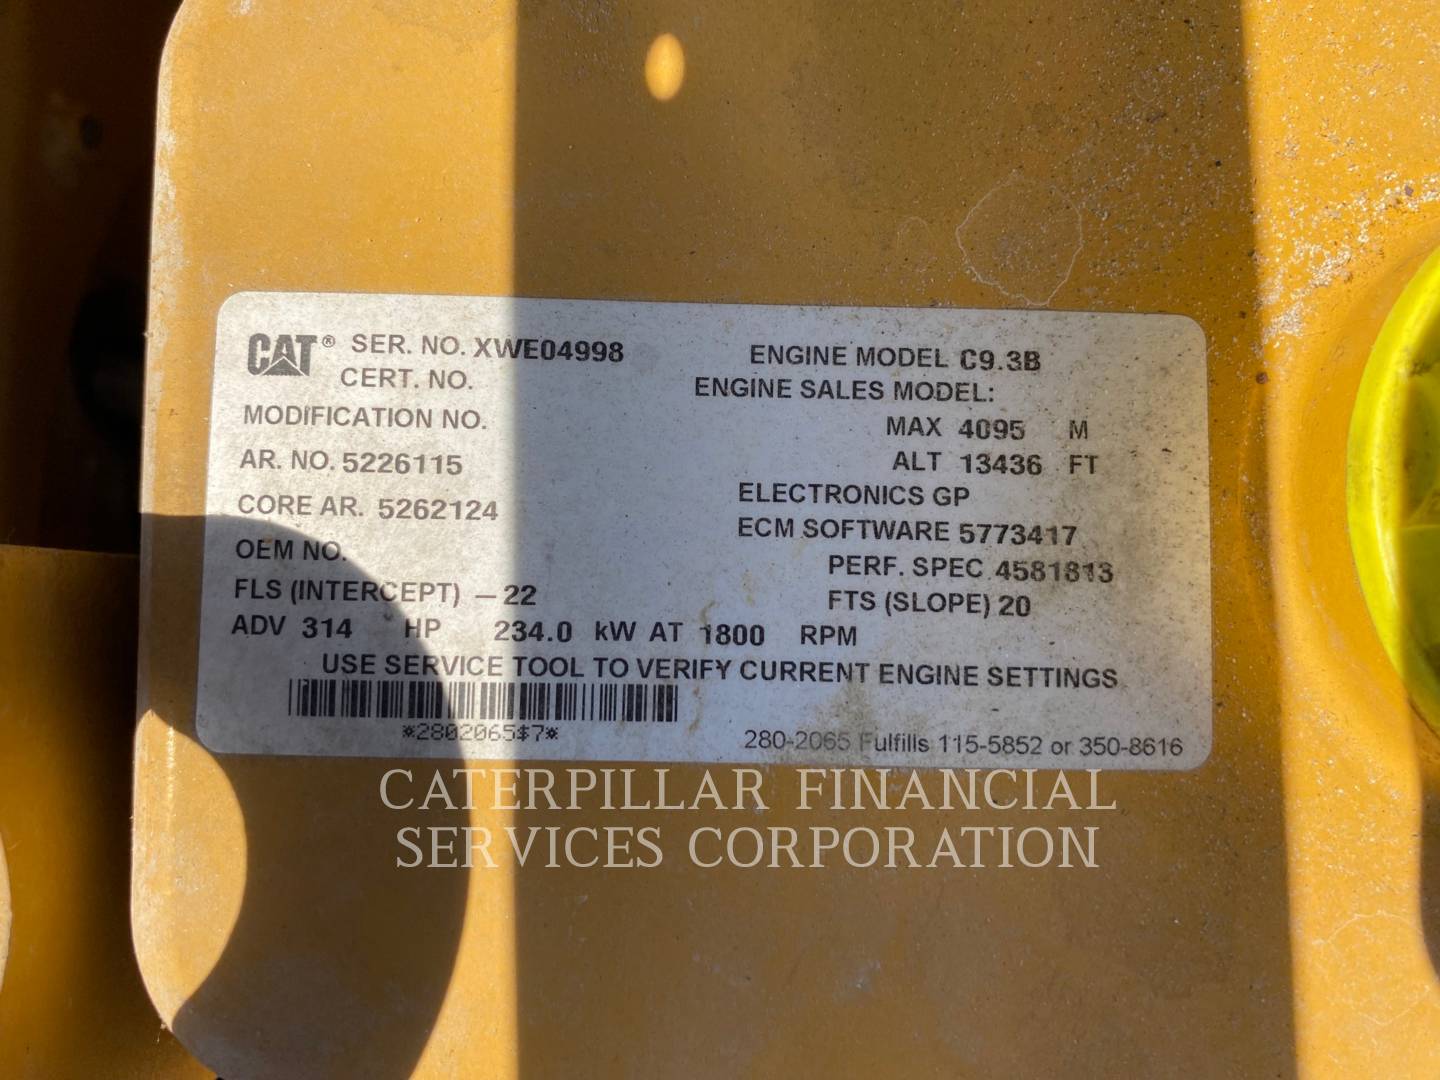 CAT® SER. NO. XWE04998 ENGINE MODEL C9.3B
CERT. NO. ENGINE SALES MODEL:
MODIFICATION NO. MAX 4095 M
AR. NO. 5226115 ALT 13436 FT
CORE AR. 5262124 ELECTRONICS GP
OEM NO. ECM SOFTWARE 5773417
PERF. SPEC 4581813
FLS (INTERCEPT) –22 FTS (SLOPE) 20
ADV 314 HP 234.0 kW AT 1800 RPM
USE SERVICE TOOL TO VERIFY CURRENT ENGINE SETTINGS
*2802065$7*
280-2065 Fulfills 115-5852 or 350-8616
CATERPILLAR FINANCIAL
SERVICES CORPORATION